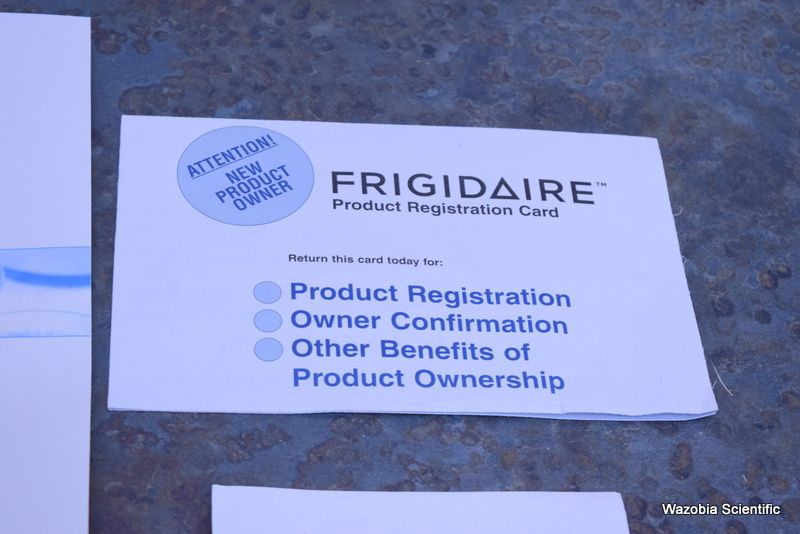 ATTENTION!
NEW
PRODUCT
OWNER
FRIGIDAIRE™
Product Registration Card
Return this card today for:
Product Registration
Owner Confirmation
Other Benefits of
Product Ownership
Wazobia Scientific